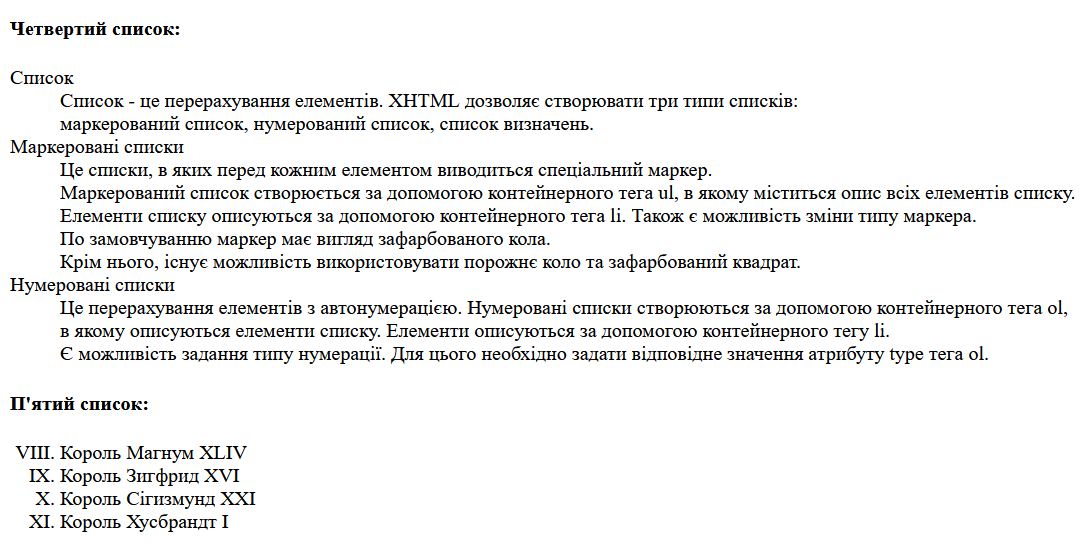 Четвертий список:
Список
Список - це перерахування елементів. XHTML дозволяє створювати три типи списків:
маркерований список, нумерований список, список визначень.
Маркеровані списки
Це списки, в яких перед кожним елементом виводиться спеціальний маркер.
Маркерований список створюється за допомогою контейнерного тега ul, в якому міститься опис всіх елементів списку.
Елементи списку описуються за допомогою контейнерного тега li. Також є можливість зміни типу маркера.
По замовчуванню маркер має вигляд зафарбованого кола.
Крім нього, існує можливість використовувати порожнє коло та зафарбований квадрат.
Нумеровані списки
Це перерахування елементів з автонумерацією. Нумеровані списки створюються за допомогою контейнерного тега ol,
в якому описуються елементи списку. Елементи описуються за допомогою контейнерного тегу li.
Є можливість задання типу нумерації. Для цього необхідно задати відповідне значення атрибуту type тега ol.
П'ятий список:
VIII. Король Магнум XLIV
IX. Король Зигфрид XVI
X. Король Сігизмунд XXI
XI. Король Хусбрандт I